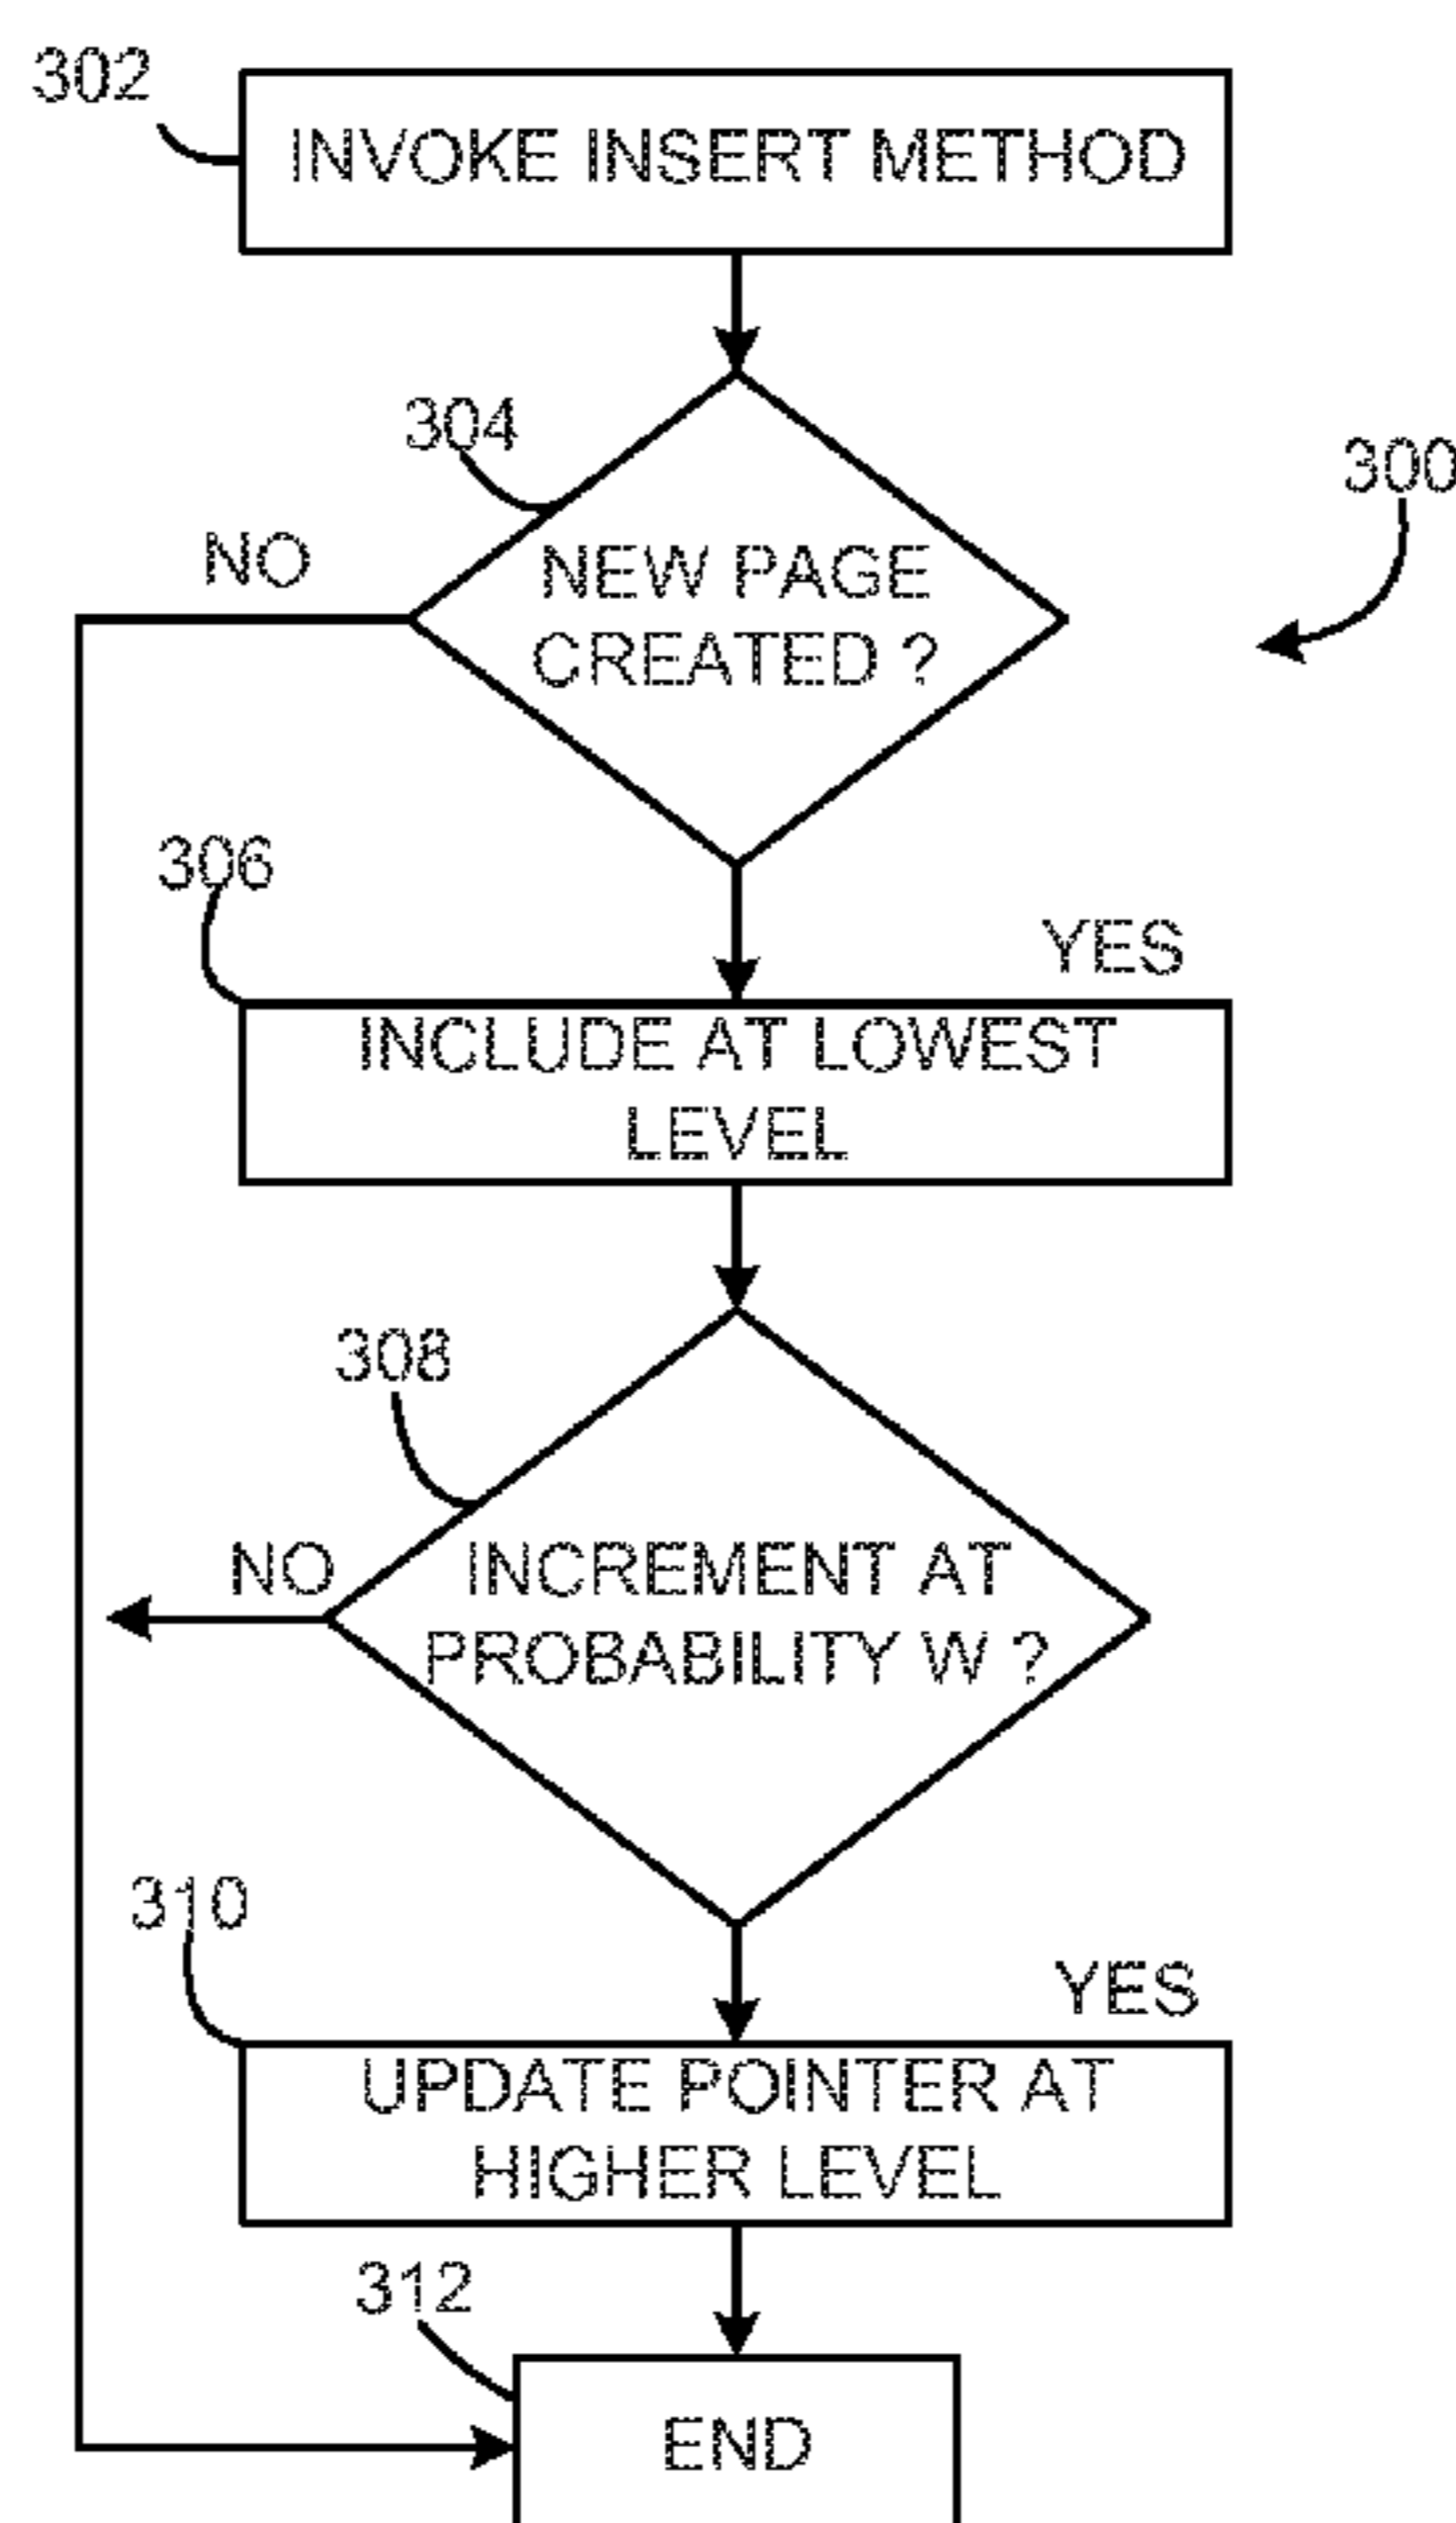 302
INVOKE INSERT METHOD
304
300
NO
NEW PAGE
CREATED ?
306
YES
INCLUDE AT LOWEST
LEVEL
308
NO
INCREMENT AT
PROBABILITY W ?
310
YES
UPDATE POINTER AT
HIGHER LEVEL
312
END